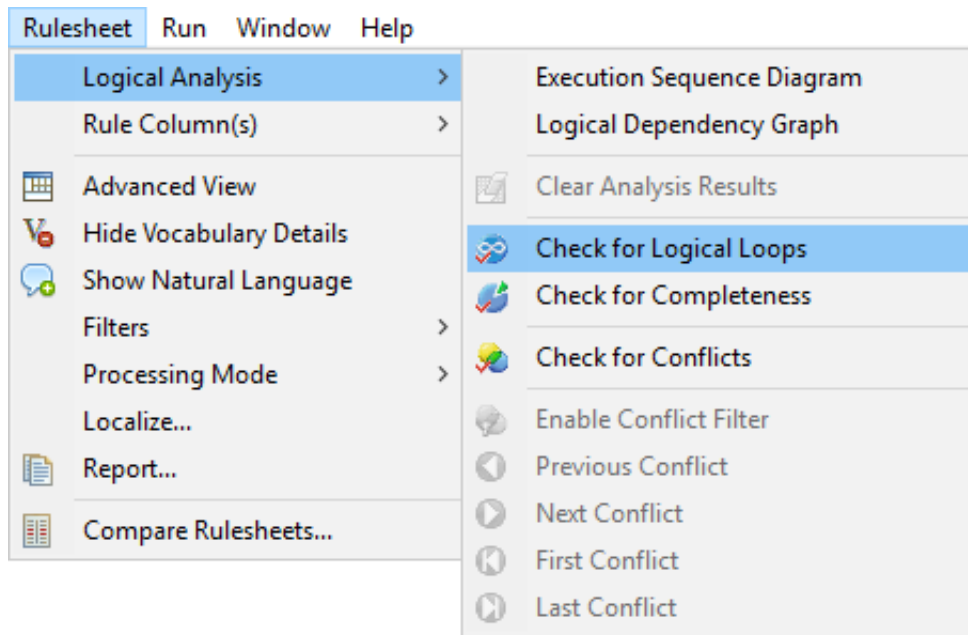 Rulesheet Run Window Help
Logical Analysis
Rule Column(s)
Advanced View
Hide Vocabulary Details
Show Natural Language
Filters
Processing Mode
Localize...
Report...
Compare Rulesheets...
Execution Sequence Diagram
Logical Dependency Graph
Clear Analysis Results
Check for Logical Loops
Check for Completeness
Check for Conflicts
Enable Conflict Filter
Previous Conflict
Next Conflict
First Conflict
Last Conflict